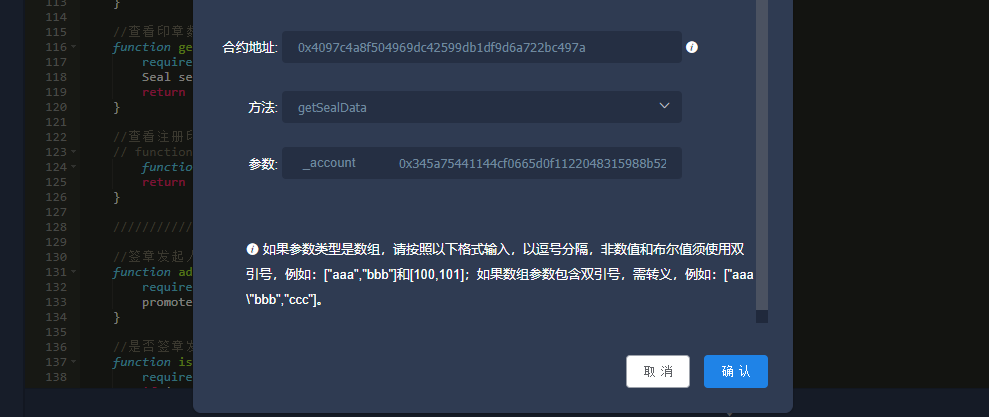 113 }
114
115 //查看印章数
116 function ge
117 require
118 Seal se
119 return
120 }
121
122 //查看注册印
123 // function
124 function
125 return
126 }
127
128 ////////////
129
130 //签章发起人
131 function ad
132 require
133 promote
134 }
135
136 //是否签章发
137 function is
138 require
合约地址: 0x4097c4a8f504969dc42599db1df9d6a722bc497a
方法: getSealData
参数: _account 0x345a75441144cf0665d0f1122048315988b52
如果参数类型是数组，请按照以下格式输入，以逗号分隔，非数值和布尔值须使用双
引号，例如：["aaa","bbb"]和[100,101]；如果数组参数包含双引号，需转义，例如：["aaa
\"bbb","ccc"]。
取 消
确 认